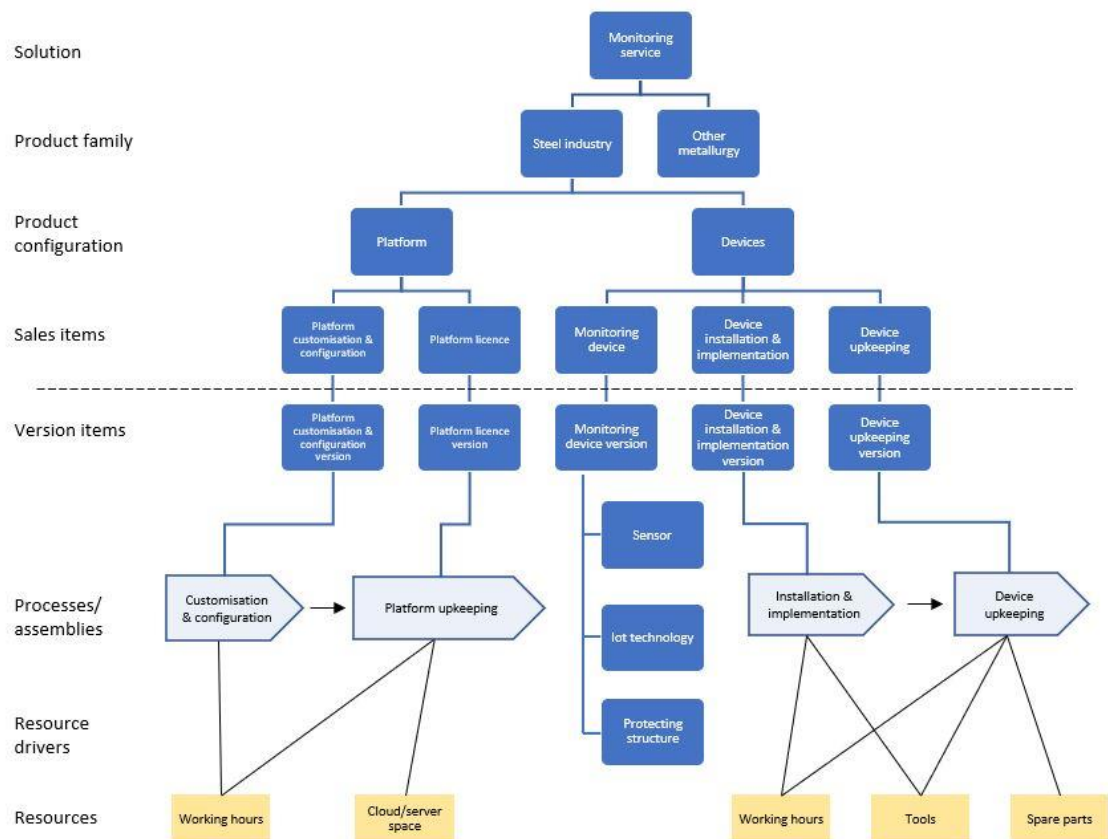 Solution
Monitoring
service
Product family
Steel industry
Other
metallurgy
Product
configuration
Platform
Devices
Sales items
Platform
customisation &
configuration
Platform licence
Monitoring
device
Device
installation &
implementation
Device
upkeeping
Version items
Platform
customisation &
configuration
version
Platform licence
version
Monitoring
device version
Device
installation &
implementation
version
Device
upkeeping
version
Sensor
Processes/
assemblies
Customisation
& configuration
Platform upkeeping
Iot technology
Installation &
implementation
Device
upkeeping
Resource
drivers
Protecting
structure
Resources
Working hours
Cloud/server
space
Working hours
Tools
Spare parts